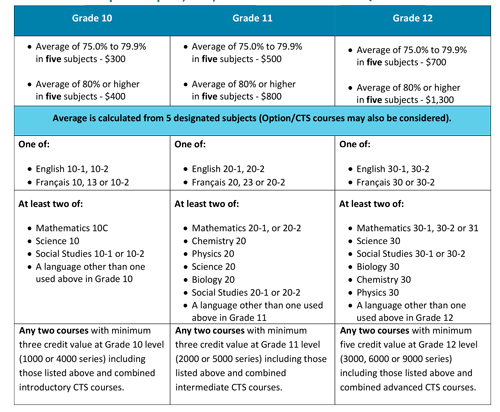 Grade 10
Grade 11
Grade 12
• Average of 75.0% to 79.9%
in five subjects - $300
• Average of 80% or higher
in five subjects - $400
• Average of 75.0% to 79.9%
in five subjects - $500
• Average of 80% or higher
in five subjects - $800
• Average of 75.0% to 79.9%
in five subjects - $700
• Average of 80% or higher
in five subjects - $1,300
Average is calculated from 5 designated subjects (Option/CTS courses may also be considered).
One of:
• English 10-1, 10-2
• Français 10, 13 or 10-2
One of:
• English 20-1, 20-2
• Français 20, 23 or 20-2
One of:
• English 30-1, 30-2
• Français 30 or 30-2
At least two of:
• Mathematics 10C
• Science 10
• Social Studies 10-1 or 10-2
• A language other than one
used above in Grade 10
At least two of:
• Mathematics 20-1, or 20-2
• Chemistry 20
• Physics 20
• Science 20
• Biology 20
• Social Studies 20-1 or 20-2
• A language other than one used
above in Grade 11
At least two of:
• Mathematics 30-1, 30-2 or 31
• Science 30
• Social Studies 30-1 or 30-2
• Biology 30
• Chemistry 30
• Physics 30
• A language other than one
used above in Grade 12
Any two courses with minimum
three credit value at Grade 10 level
(1000 or 4000 series) including
those listed above and combined
introductory CTS courses.
Any two courses with minimum
three credit value at Grade 11 level
(2000 or 5000 series) including those
listed above and combined
intermediate CTS courses.
Any two courses with minimum
five credit value at Grade 12 level
(3000, 6000 or 9000 series)
including those listed above and
combined advanced CTS courses.